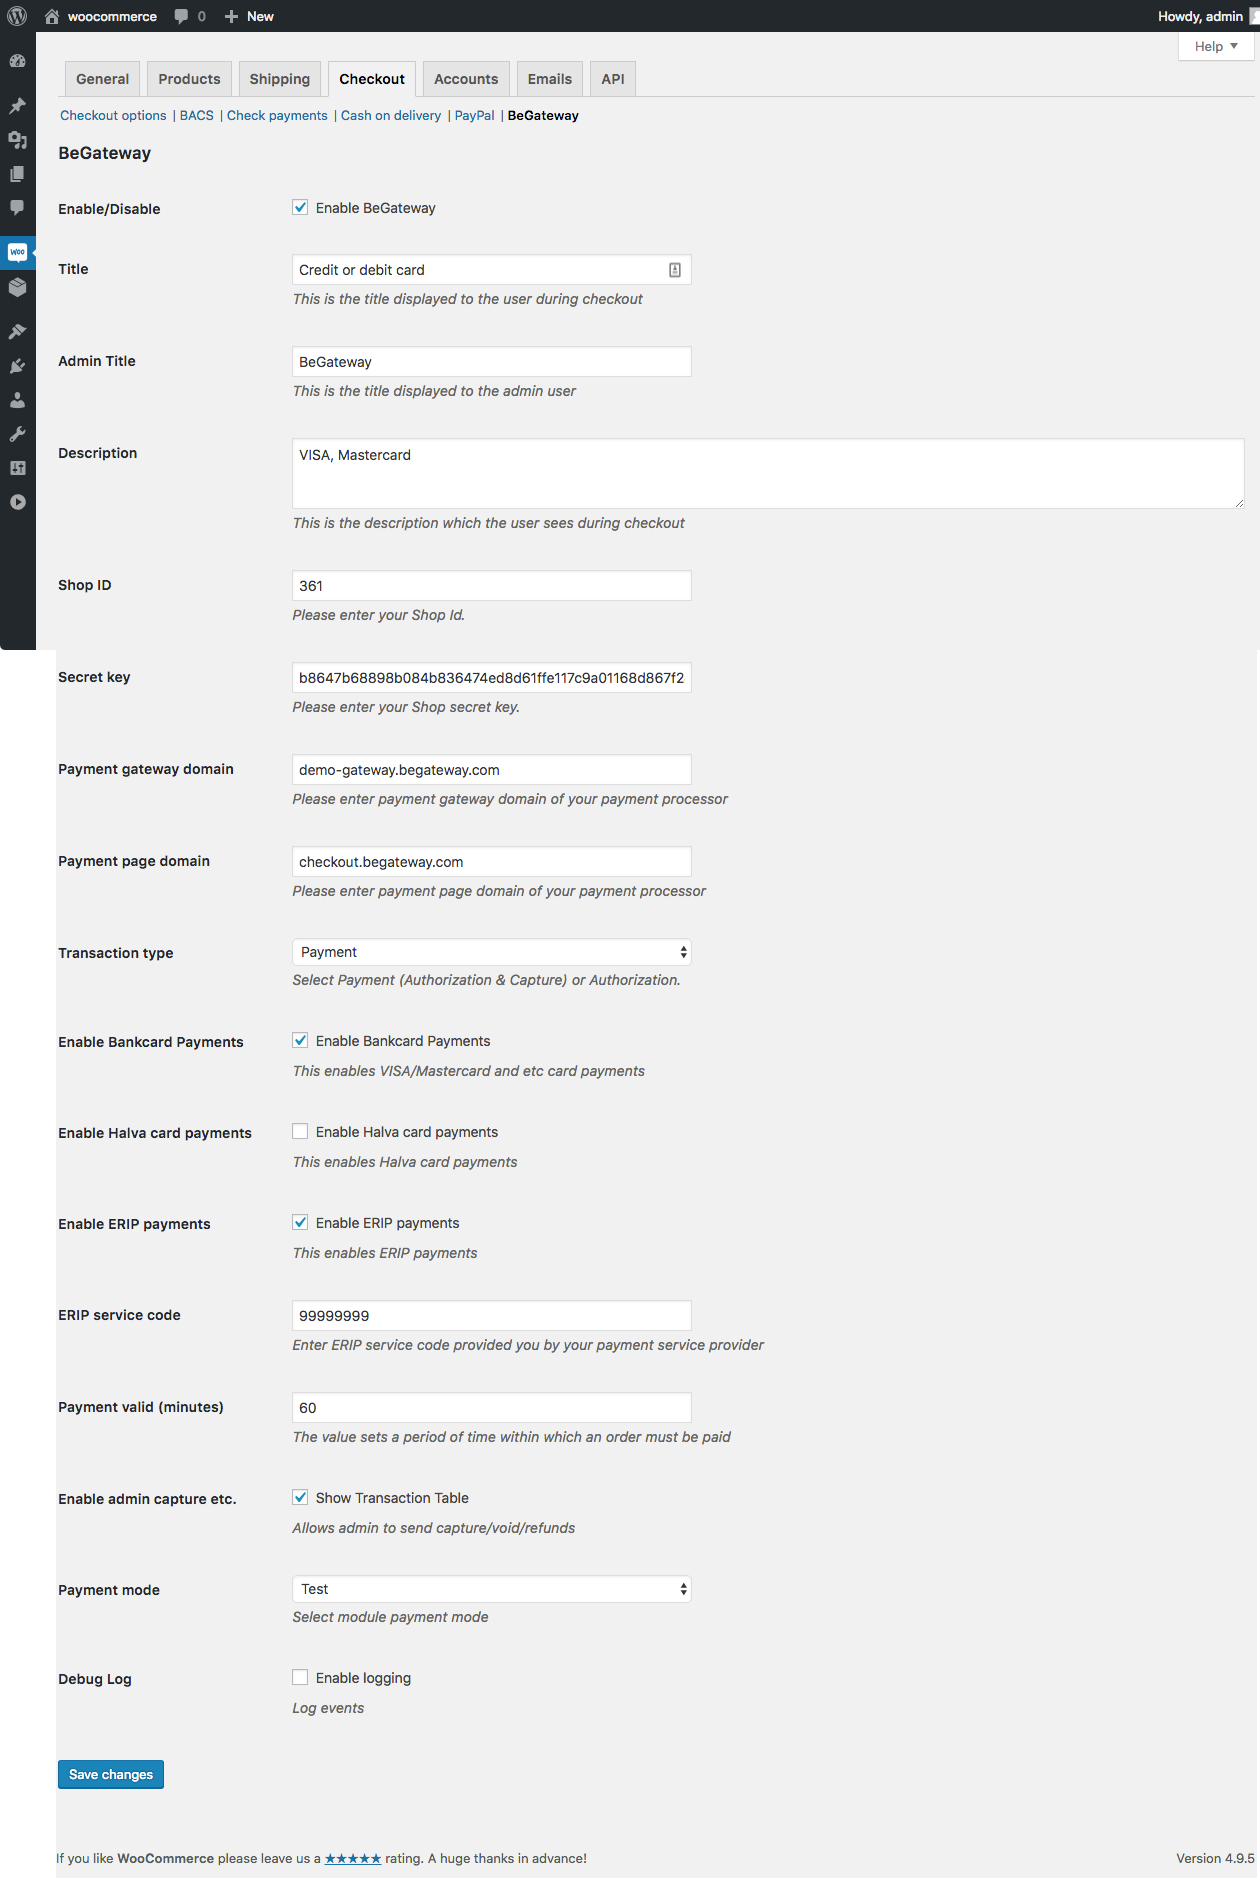 woocommerce 0 New Howdy, admin
Help
General Products Shipping Checkout Accounts Emails API
Checkout options | BACS | Check payments | Cash on delivery | PayPal | BeGateway
BeGateway
Enable/Disable Enable BeGateway
Title Credit or debit card
This is the title displayed to the user during checkout
Admin Title BeGateway
This is the title displayed to the admin user
Description VISA, Mastercard
This is the description which the user sees during checkout
Shop ID 361
Please enter your Shop Id.
Secret key b8647b68898b084b836474ed8d61ffe117c9a01168d867f2
Please enter your Shop secret key.
Payment gateway domain demo-gateway.begateway.com
Please enter payment gateway domain of your payment processor
Payment page domain checkout.begateway.com
Please enter payment page domain of your payment processor
Transaction type Payment
Select Payment (Authorization & Capture) or Authorization.
Enable Bankcard Payments Enable Bankcard Payments
This enables VISA/Mastercard and etc card payments
Enable Halva card payments Enable Halva card payments
This enables Halva card payments
Enable ERIP payments Enable ERIP payments
This enables ERIP payments
ERIP service code 99999999
Enter ERIP service code provided you by your payment service provider
Payment valid (minutes) 60
The value sets a period of time within which an order must be paid
Enable admin capture etc. Show Transaction Table
Allows admin to send capture/void/refunds
Payment mode Test
Select module payment mode
Debug Log Enable logging
Log events
Save changes
If you like WooCommerce please leave us a ★★★★★ rating. A huge thanks in advance! Version 4.9.5